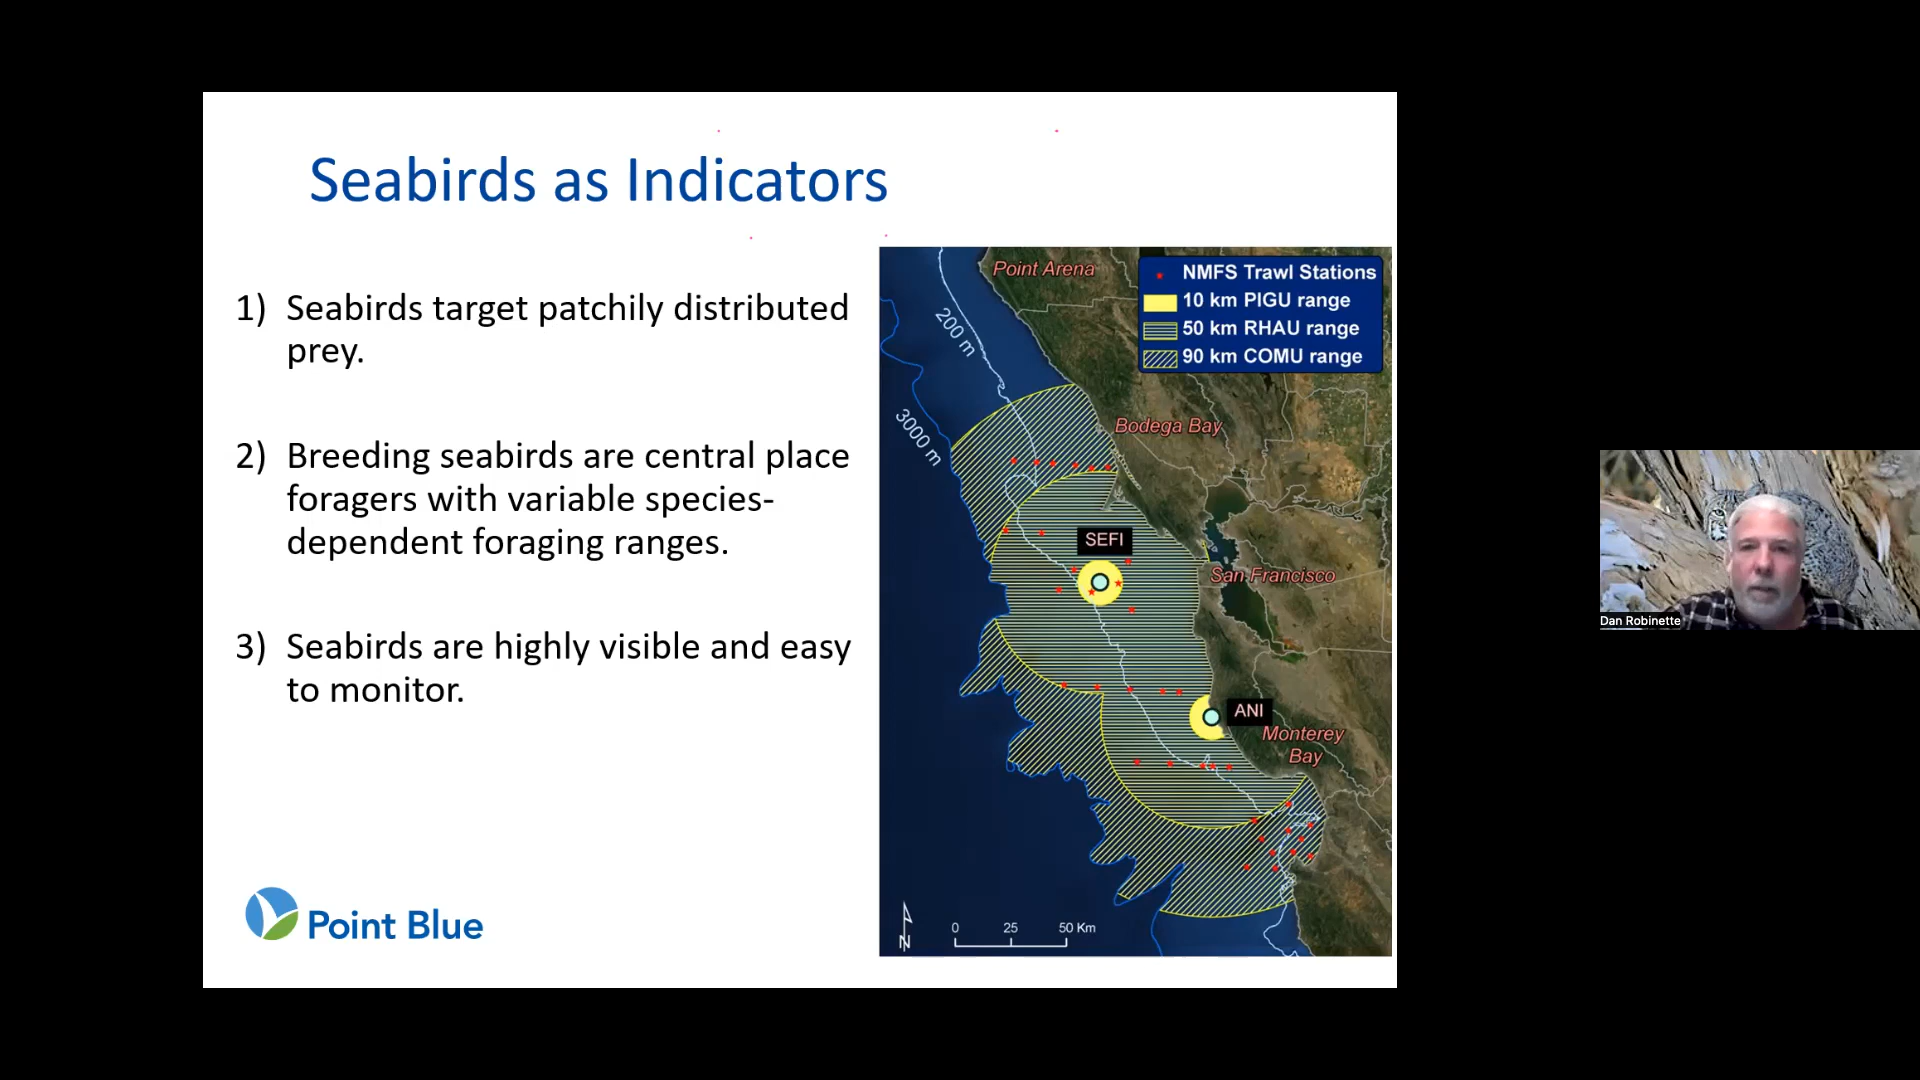 Seabirds as Indicators
1) Seabirds target patchily distributed
prey.
2) Breeding seabirds are central place
foragers with variable species-
dependent foraging ranges.
3) Seabirds are highly visible and easy
to monitor.
Point Blue
Point Arena
NMFS Trawl Stations
10 km PIGU range
50 km RHAU range
90 km COMU range
200 m
3000 m
Bodega Bay
SEFI
San Francisco
ANI
Monterey
Bay
N
0 25 50 Km
Dan Robinette